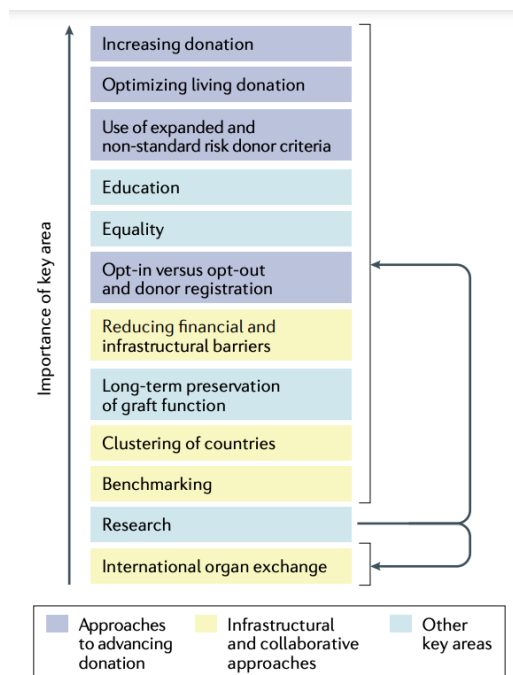 Increasing donation
Optimizing living donation
Use of expanded and
non-standard risk donor criteria
Education
Equality
Opt-in versus opt-out
and donor registration
Reducing financial and
infrastructural barriers
Long-term preservation
of graft function
Clustering of countries
Benchmarking
Research
International organ exchange
Importance of key area
Approaches
to advancing
donation
Infrastructural
and collaborative
approaches
Other
key areas